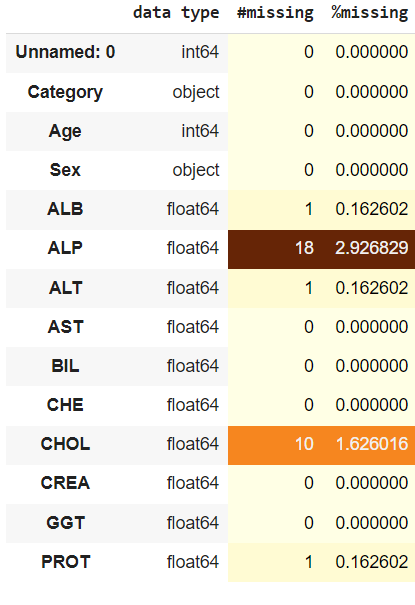 data type #missing %missing
Unnamed: 0 int64 0 0.000000
Category object 0 0.000000
Age int64 0 0.000000
Sex object 0 0.000000
ALB float64 1 0.162602
ALP float64 18 2.926829
ALT float64 1 0.162602
AST float64 0 0.000000
BIL float64 0 0.000000
CHE float64 0 0.000000
CHOL float64 10 1.626016
CREA float64 0 0.000000
GGT float64 0 0.000000
PROT float64 1 0.162602